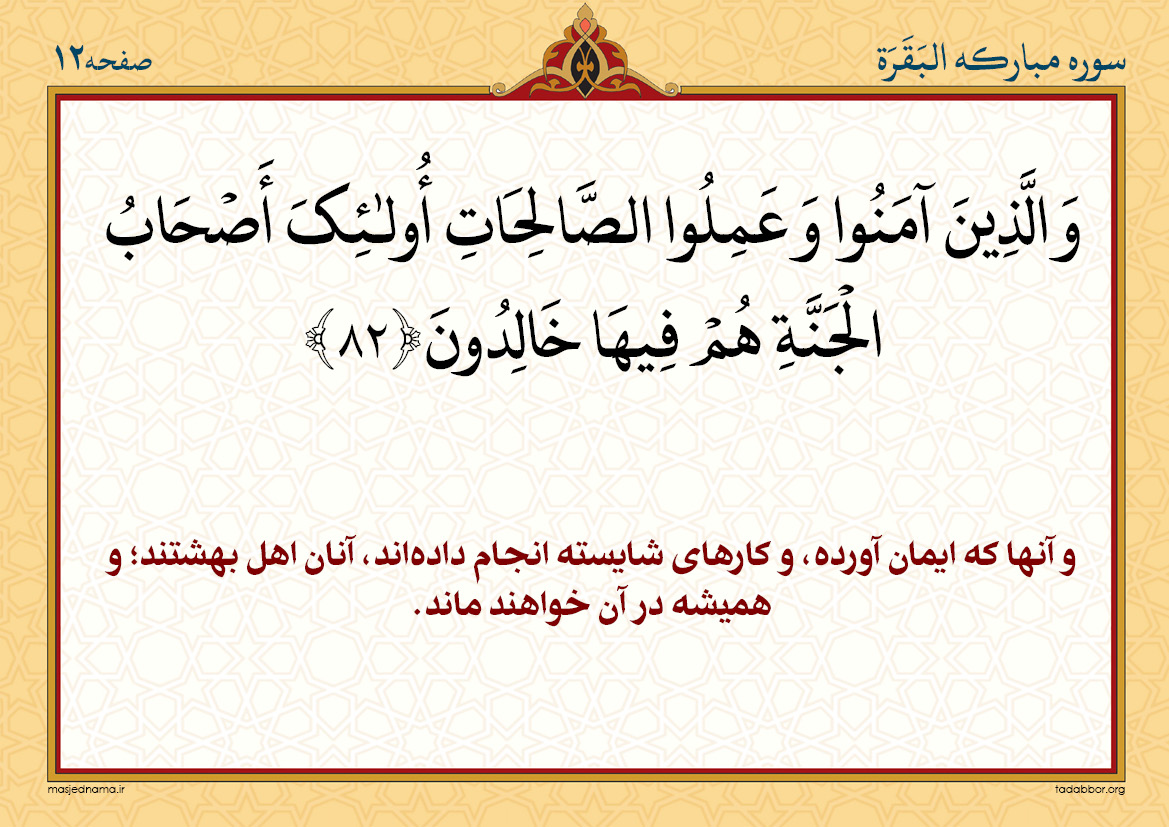 سوره مبارکه البَقَرَة
صفحه۱۲
وَ الَّذِينَ آمَنُوا وَ عَمِلُوا الصَّالِحَاتِ أُولٰئِکَ أَصْحَابُ
الْجَنَّةِ هُمْ فِيهَا خَالِدُونَ ﴿۸۲﴾
و آنها که ایمان آورده، و کارهای شایسته انجام داده‌اند، آنان اهل بهشتند؛ و
همیشه در آن خواهند ماند.
masjednama.ir
tadabbor.org